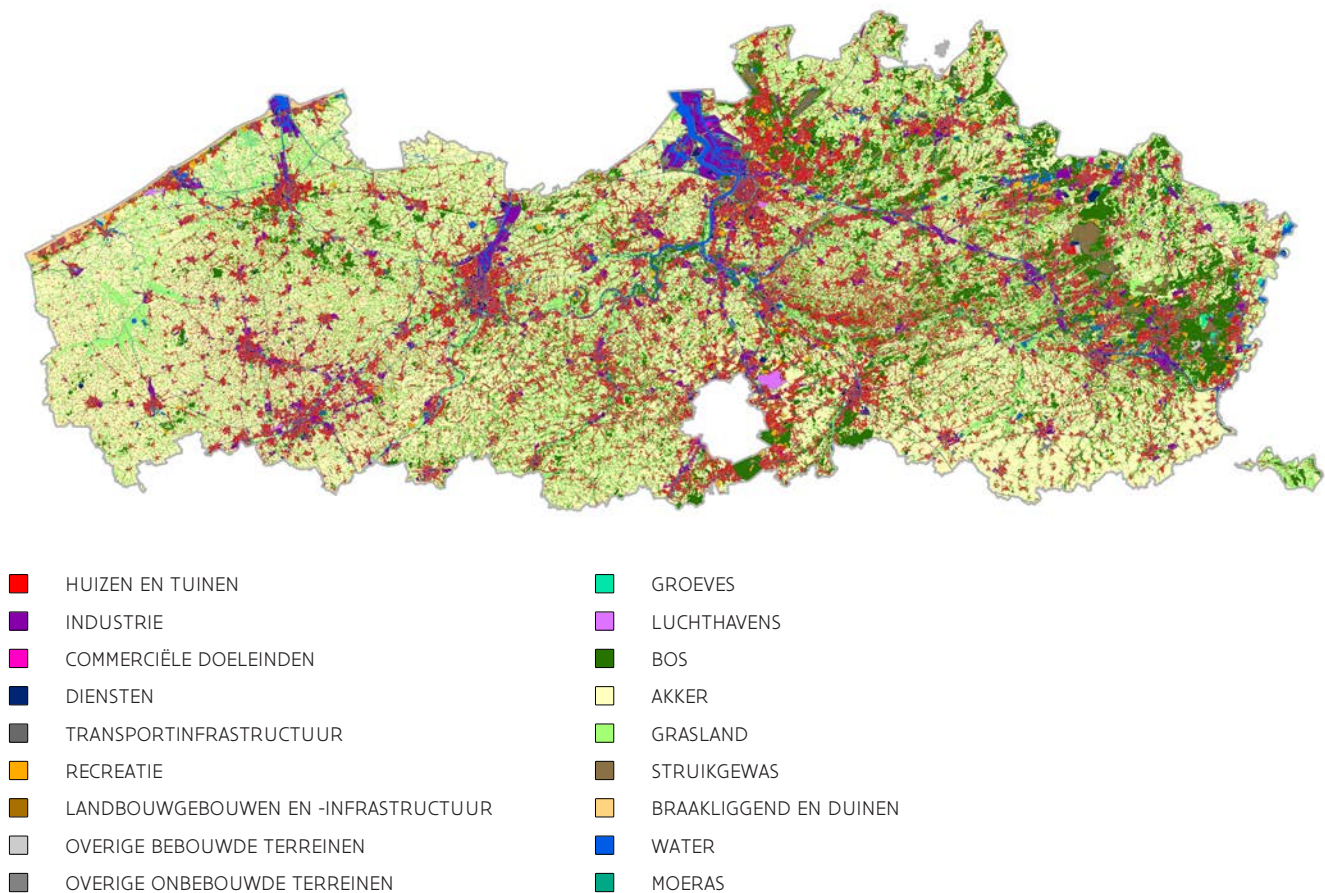 HUIZEN EN TUINEN
INDUSTRIE
COMMERCIËLE DOELEINDEN
DIENSTEN
TRANSPORTINFRASTRUCTUUR
RECREATIE
LANDBOUWGEBOUWEN EN -INFRASTRUCTUUR
OVERIGE BEBOUWDE TERREINEN
OVERIGE ONBEBOUWDE TERREINEN
GROEVES
LUCHTHAVENS
BOS
AKKER
GRASLAND
STRUIKGEWAS
BRAAKLIGGEND EN DUINEN
WATER
MOERAS